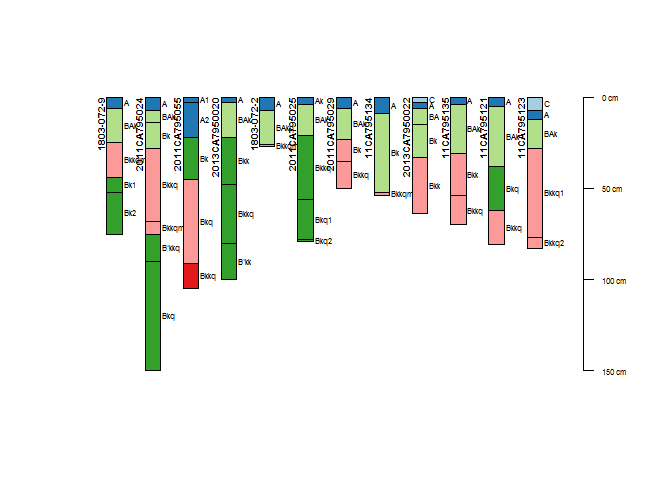 1803-072-9
A
BAk
Bk1
Bk2
2011CA795024
A
BAk
Bk
Bkkq
Bkkqm
B'kkq
Bkq
2011CA795055
A1
A2
Bk
Bkq
Bkkq
2013CA7950020
A
BAk
Bkk
Bkkq
B'kk
1803-072-2
A
BAk
2011CA795025
Ak
BAk
Bkkq
Bkq1
Bkq2
2011CA795029
A
BAk
Bkk
Bkkq
11CA795134
A
Bk
Bkkqm
2013CA7950022
C
A
BA
Bk
Bkk
11CA795135
A
BAk
Bkk
Bkkq
11CA795121
A
BAk
Bkq
Bkkq
11CA795123
C
A
BAk
Bkkq1
Bkkq2
0 cm
50 cm
100 cm
150 cm